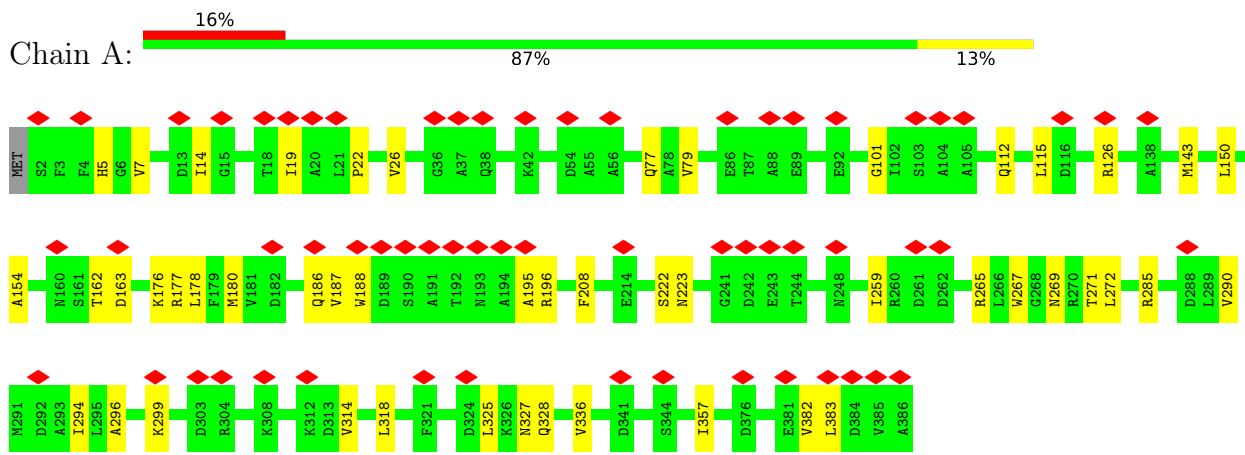 16%
Chain A:
87% 13%
MET S2 F3 F4 H5 G6 V7 D13 I14 G15 T18 I19 A20 L21 P22 V26 G36 A37 Q38 K42 D54 A55 A56 Q77 A78 V79 E86 T87 A88 E89 E92 G101 I102 S103 A104 A105 Q112 L115 D116 R126 A138 M143 L150
A154 N160 S161 T162 D163 K176 R177 L178 F179 M180 V181 D182 Q186 V187 W188 D189 S190 A191 T192 N193 A194 A195 R196 F208 E214 S222 N223 G241 D242 E243 T244 N248 I259 R260 D261 D262 R265 L266 W267 G268 N269 R270 T271 L272 R285 D288 L289 V290
M291 D292 A293 I294 L295 A296 K299 D303 R304 K308 K312 D313 V314 L318 F321 D324 L325 K326 N327 Q328 V336 D341 S344 I357 D376 E381 V382 L383 D384 V385 A386